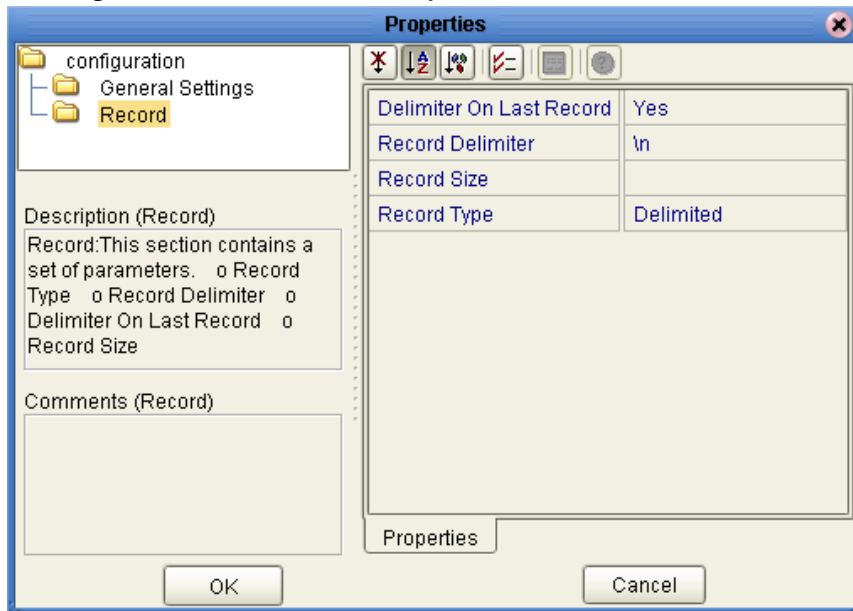 Properties
configuration
General Settings
Record
Description (Record)
Record:This section contains a
set of parameters. o Record
Type o Record Delimiter o
Delimiter On Last Record o
Record Size
Comments (Record)
Delimiter On Last Record Yes
Record Delimiter \n
Record Size
Record Type Delimited
Properties
OK
Cancel